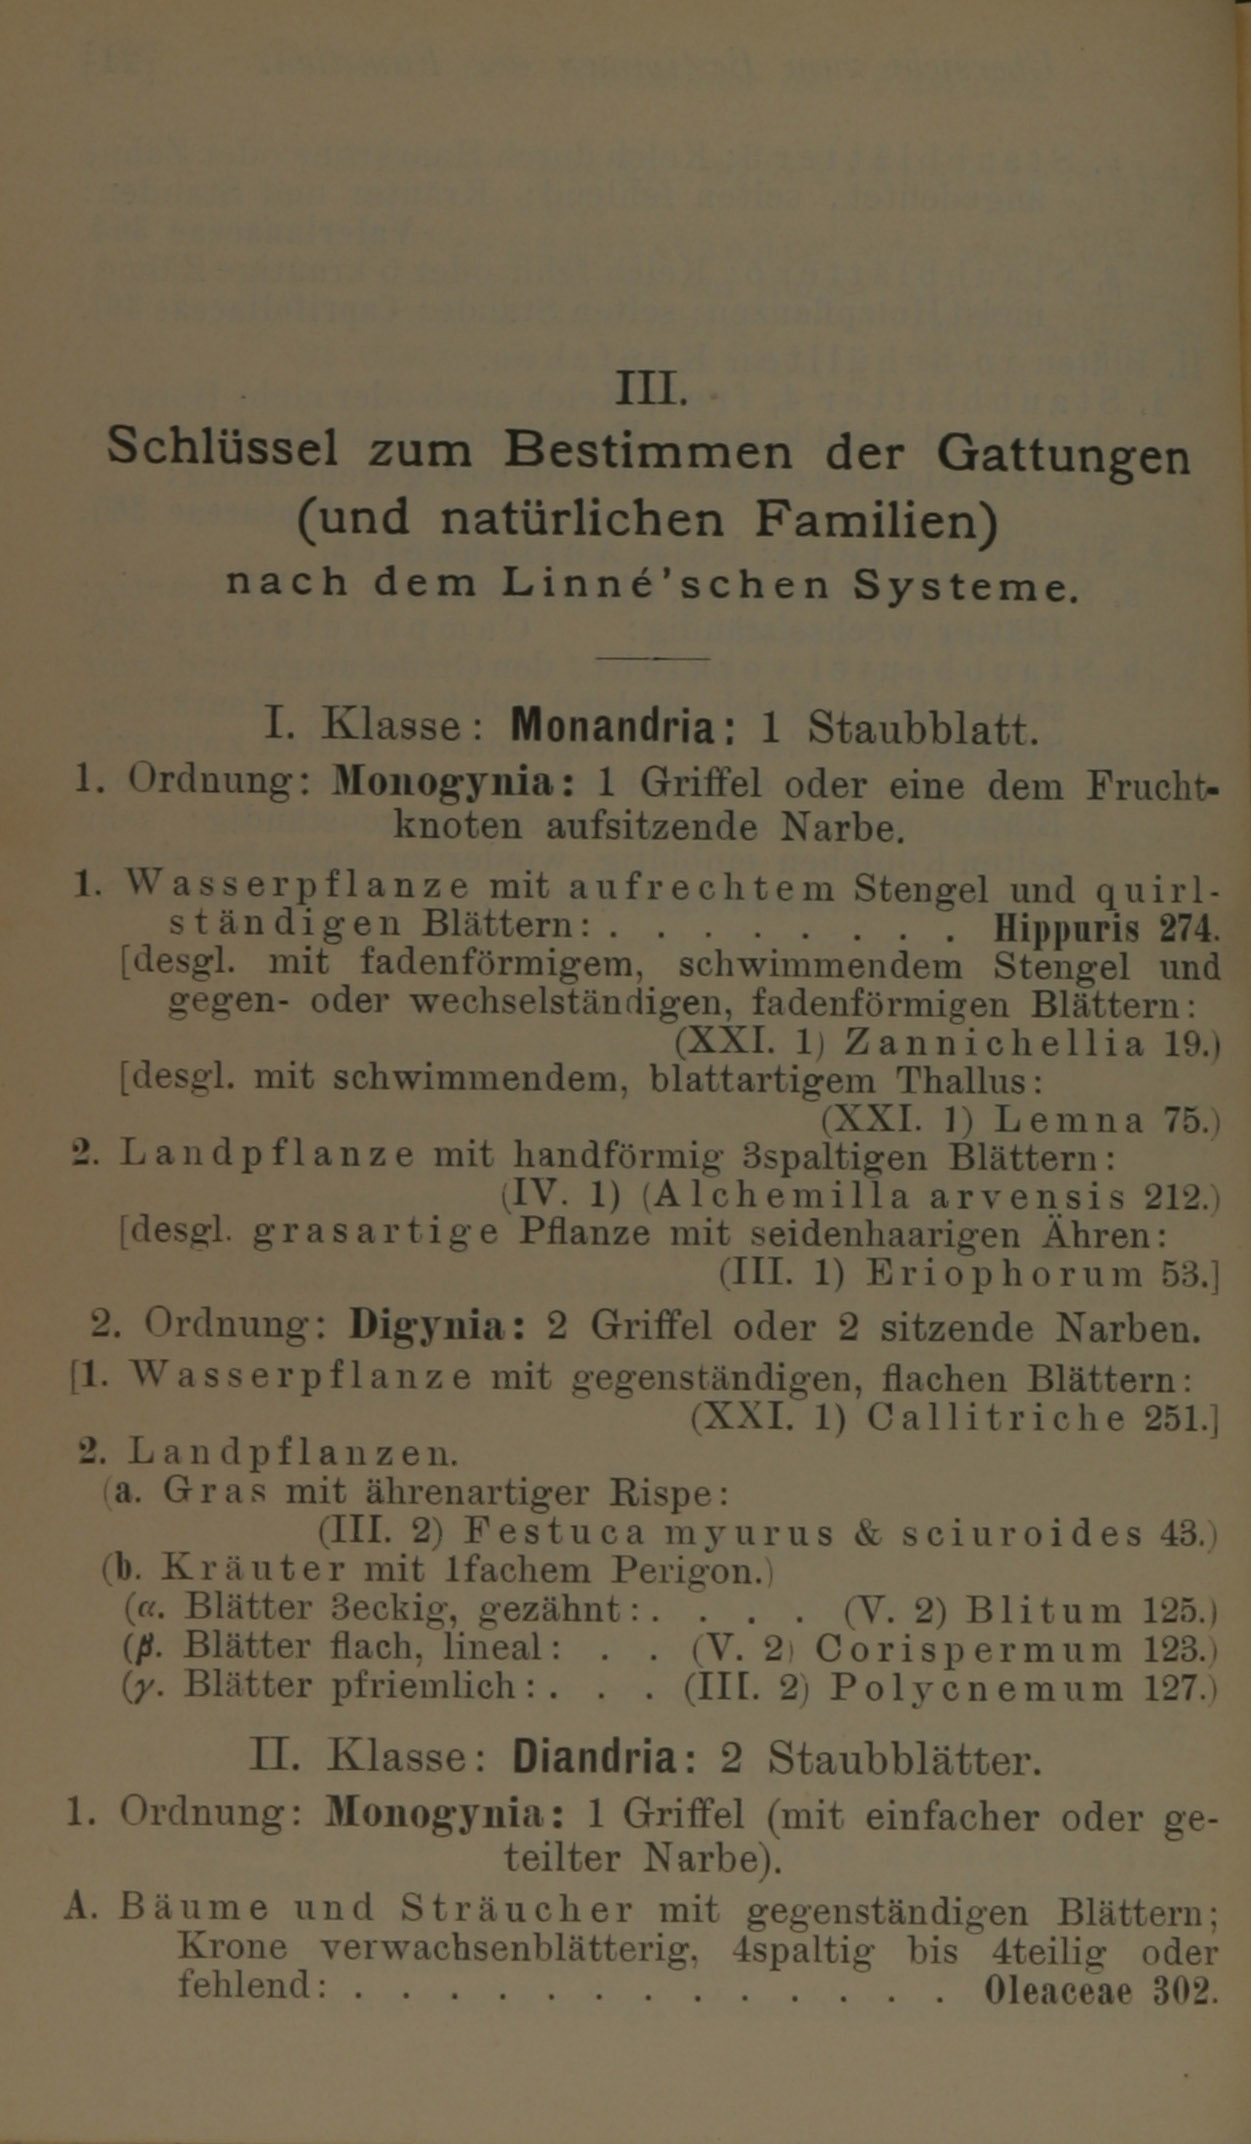 III.
Schlüssel zum Bestimmen der Gattungen
(und natürlichen Familien)
nach dem Linné'schen Systeme.
I. Klasse: Monandria: 1 Staubblatt.
1. Ordnung: Monogynia: 1 Griffel oder eine dem Frucht-
knoten aufsitzende Narbe.
1. Wasserpflanze mit aufrechtem Stengel und quirl-
ständigen Blättern: . . . . . . . . Hippuris 274.
[desgl. mit fadenförmigem, schwimmendem Stengel und
gegen- oder wechselständigen, fadenförmigen Blättern:
(XXI. 1) Zannichellia 19.)
[desgl. mit schwimmendem, blattartigem Thallus:
(XXI. 1) Lemna 75.)
2. Landpflanze mit handförmig 3spaltigen Blättern:
(IV. 1) (Alchemilla arvensis 212.)
[desgl. grasartige Pflanze mit seidenhaarigen Ähren:
(III. 1) Eriophorum 53.]
2. Ordnung: Digynia: 2 Griffel oder 2 sitzende Narben.
[1. Wasserpflanze mit gegenständigen, flachen Blättern:
(XXI. 1) Callitriche 251.]
2. Landpflanzen.
(a. Gras mit ährenartiger Rispe:
(III. 2) Festuca myurus & sciuroides 43.)
(b. Kräuter mit 1fachem Perigon.)
(α. Blätter 3eckig, gezähnt: . . . . (V. 2) Blitum 125.)
(β. Blätter flach, lineal: . . (V. 2) Corispermum 123.)
(γ. Blätter pfriemlich: . . . (III. 2) Polycnemum 127.)
II. Klasse: Diandria: 2 Staubblätter.
1. Ordnung: Monogynia: 1 Griffel (mit einfacher oder ge-
teilter Narbe).
A. Bäume und Sträucher mit gegenständigen Blättern;
Krone verwachsenblätterig, 4spaltig bis 4teilig oder
fehlend: . . . . . . . . . . . . . Oleaceae 302.